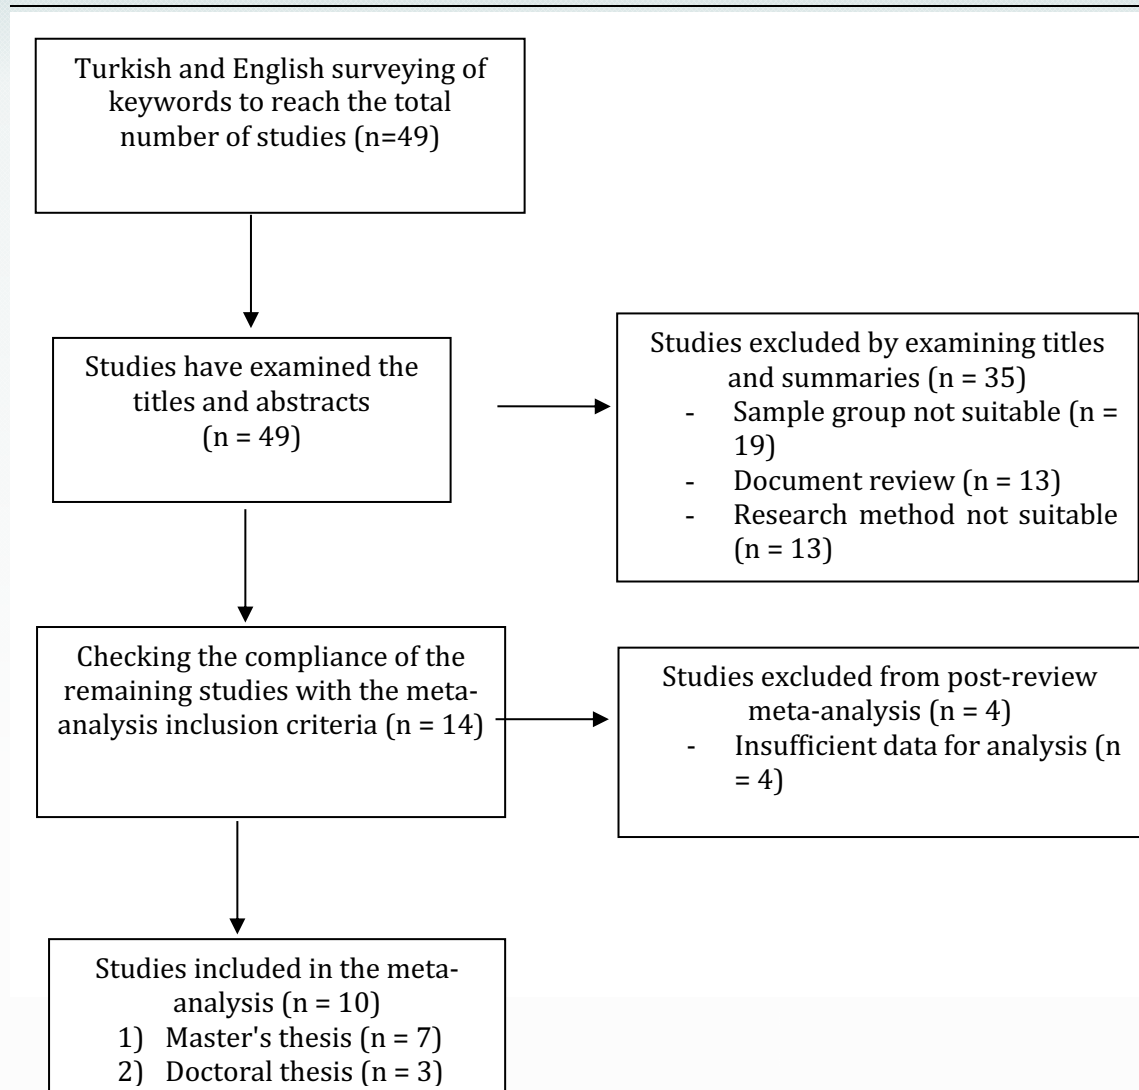 Turkish and English surveying of
keywords to reach the total
number of studies (n=49)
Studies have examined the
titles and abstracts
(n = 49)
Studies excluded by examining titles
and summaries (n = 35)
- Sample group not suitable (n =
19)
- Document review (n = 13)
- Research method not suitable
(n = 13)
Checking the compliance of the
remaining studies with the meta-
analysis inclusion criteria (n = 14)
Studies excluded from post-review
meta-analysis (n = 4)
- Insufficient data for analysis (n
= 4)
Studies included in the meta-
analysis (n = 10)
1) Master's thesis (n = 7)
2) Doctoral thesis (n = 3)